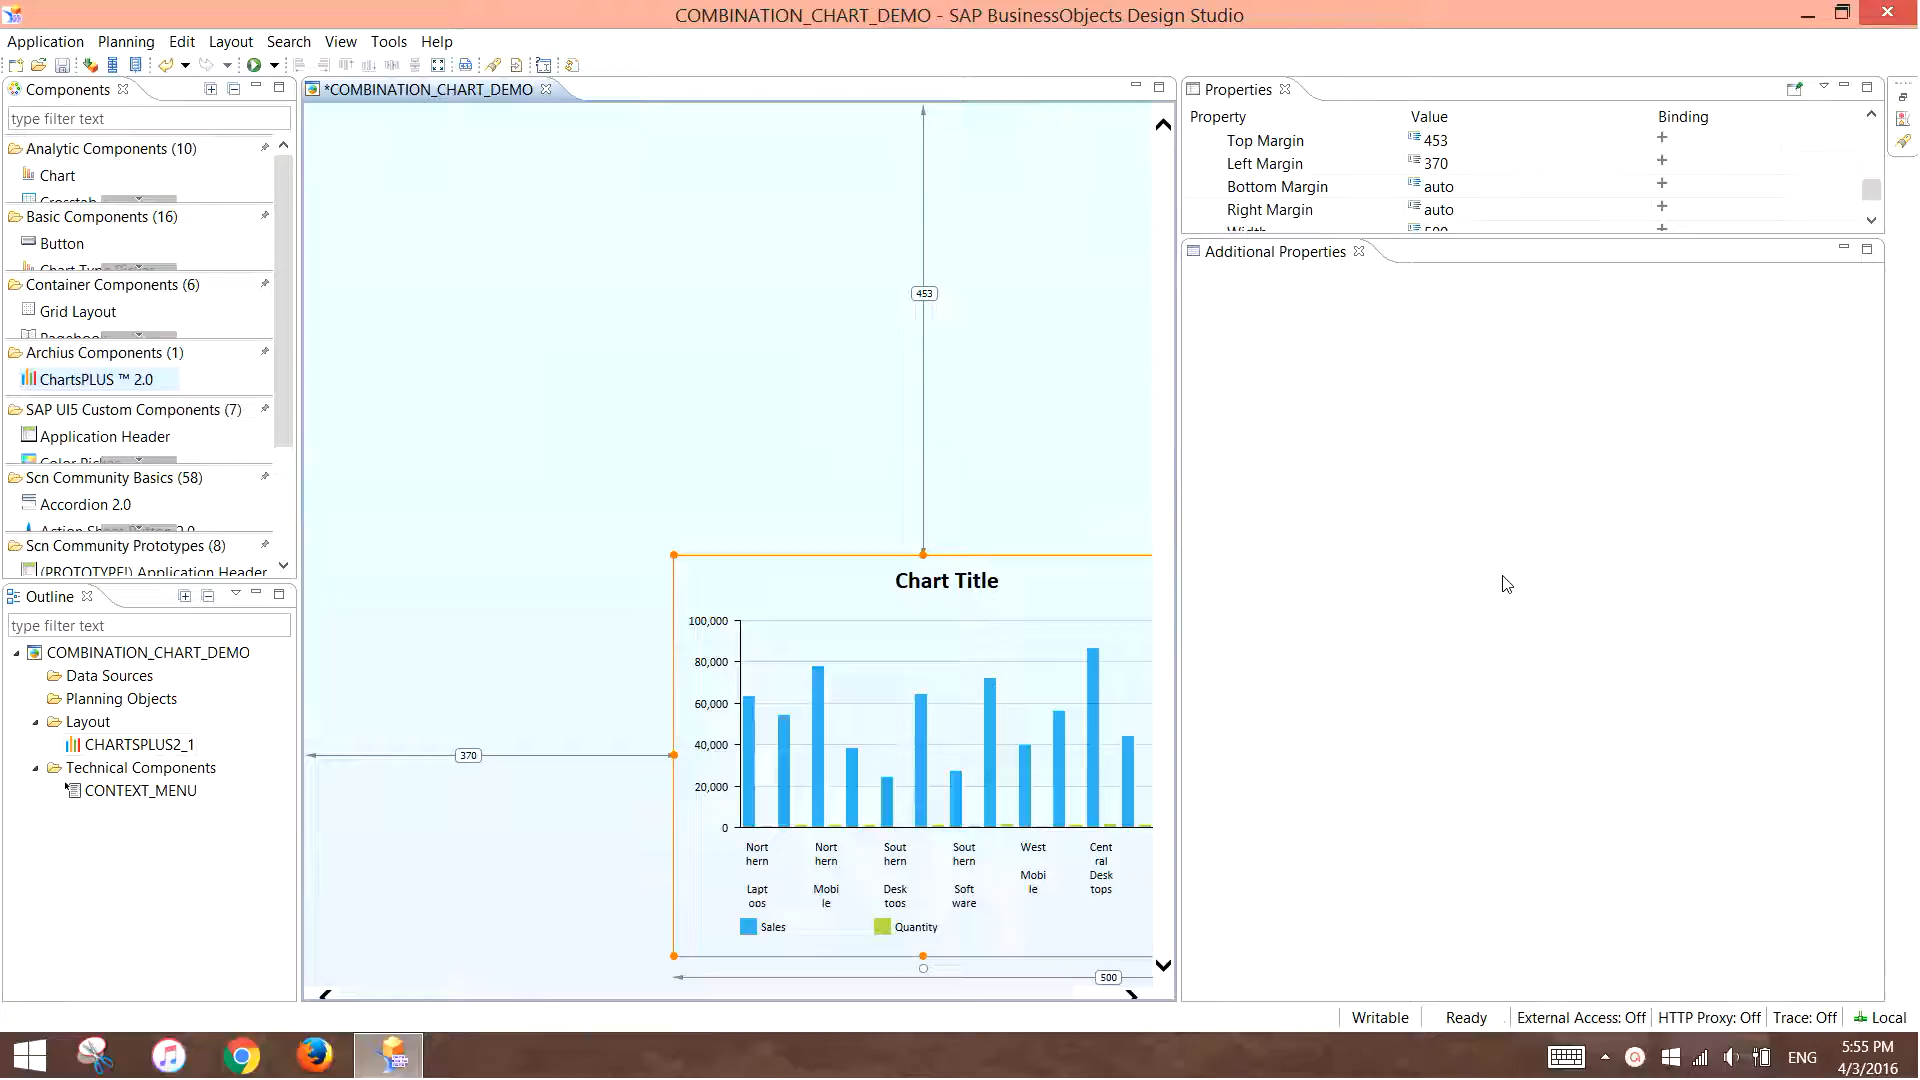 COMBINATION_CHART_DEMO - SAP BusinessObjects Design Studio
Application Planning Edit Layout Search View Tools Help
Components
type filter text
Analytic Components (10)
Chart
Basic Components (16)
Button
Container Components (6)
Grid Layout
Archius Components (1)
ChartsPLUS ™ 2.0
SAP UI5 Custom Components (7)
Application Header
Scn Community Basics (58)
Accordion 2.0
Scn Community Prototypes (8)
(PROTOTYPE!) Application Header
Outline
type filter text
COMBINATION_CHART_DEMO
Data Sources
Planning Objects
Layout
CHARTSPLUS2_1
Technical Components
CONTEXT_MENU
*COMBINATION_CHART_DEMO
453
370
Chart Title
100,000
80,000
60,000
40,000
20,000
0
Nort Nort Sout Sout West Cent
hern hern hern hern ral
Lapt Mobi Desk Soft Mobi Desk
ops le tops ware le tops
Sales Quantity
500
Properties
Property Value Binding
Top Margin 453
Left Margin 370
Bottom Margin auto
Right Margin auto
Additional Properties
Writable Ready External Access: Off HTTP Proxy: Off Trace: Off Local
ENG
5:55 PM
4/3/2016